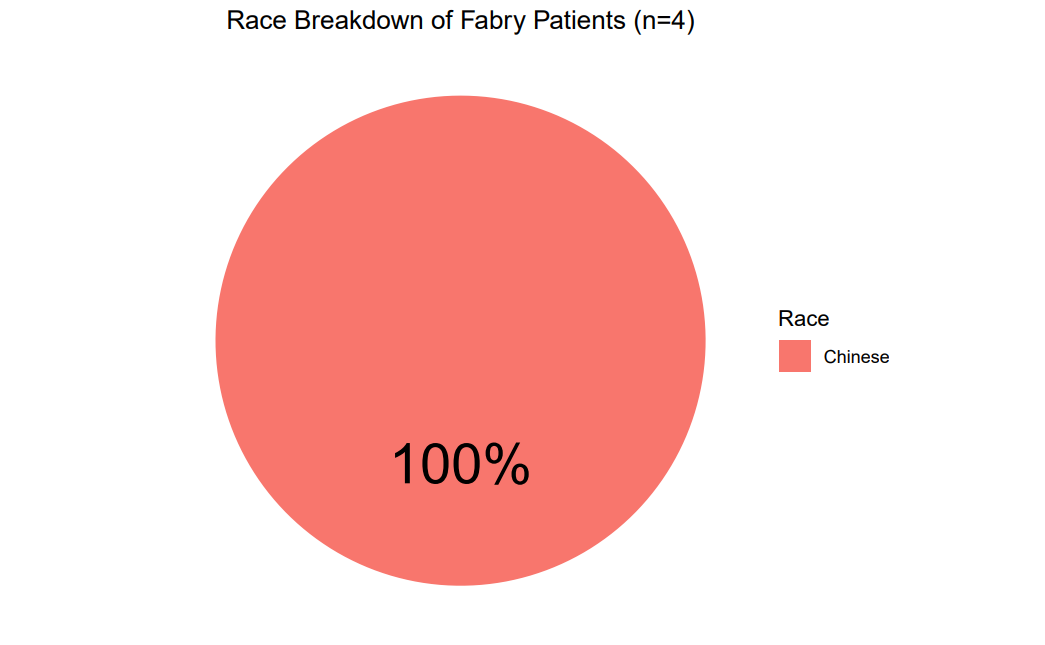 Race Breakdown of Fabry Patients (n=4)
Race
Chinese
100%